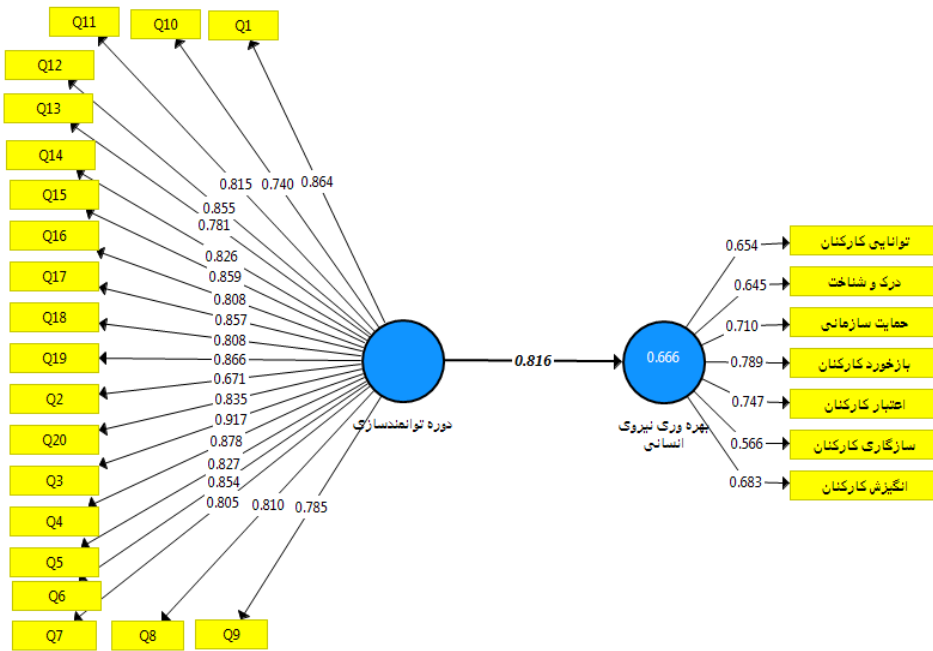 Q11
Q10
Q1
Q12
Q13
Q14
Q15
Q16
Q17
Q18
Q19
Q2
Q20
Q3
Q4
Q5
Q6
Q7
Q8
Q9
0.815
0.740
0.864
0.855
0.781
0.826
0.859
0.808
0.857
0.808
0.866
0.671
0.835
0.917
0.878
0.827
0.854
0.805
0.810
0.785
دوره توانمندسازی
0.816
0.666
بهره وری نیروی
انسانی
0.654
0.645
0.710
0.789
0.747
0.566
0.683
توانایی کارکنان
درک و شناخت
حمایت سازمانی
بازخورد کارکنان
اعتبار کارکنان
سازگاری کارکنان
انگیزش کارکنان